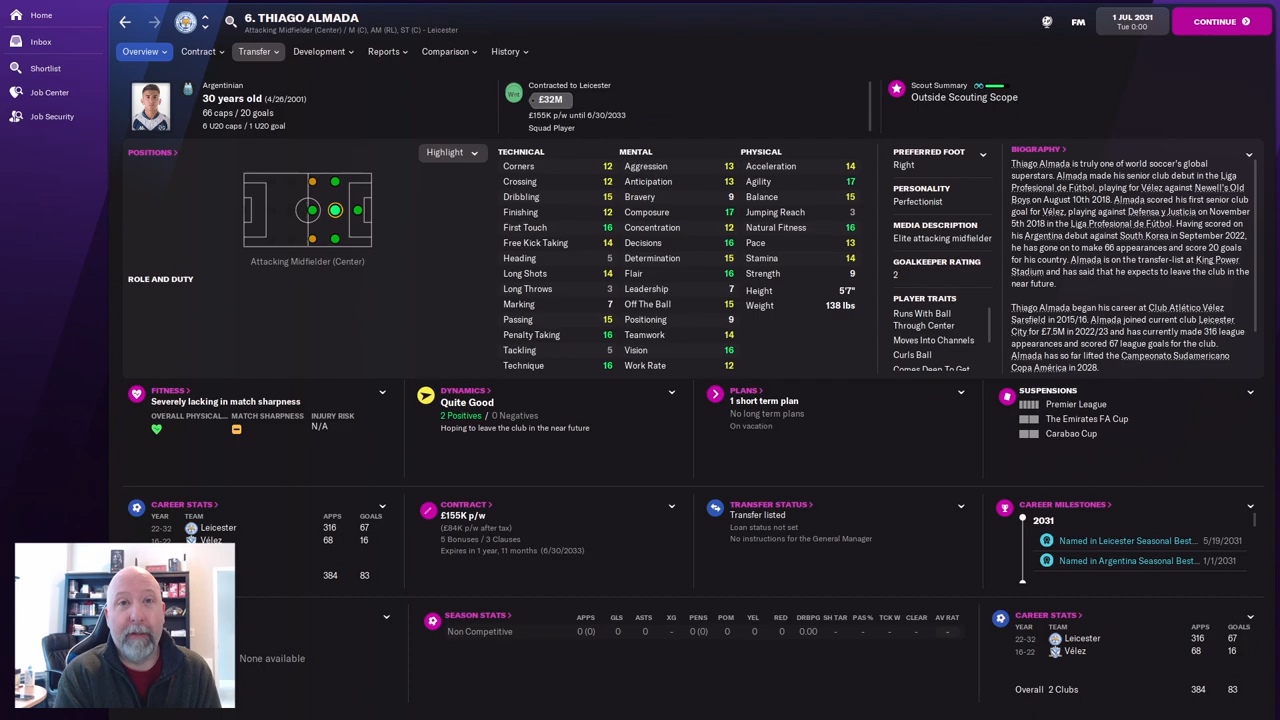 Home
Inbox
Shortlist
Job Center
Job Security
6. THIAGO ALMADA
Attacking Midfielder (Center) / M (C), AM (RL), ST (C) - Leicester
FM
1 JUL 2031
Tue 0:00
CONTINUE
Overview
Contract
Transfer
Development
Reports
Comparison
History
Argentinian
30 years old (4/26/2001)
66 caps / 20 goals
6 U20 caps / 1 U20 goal
Wnt
Contracted to Leicester
£32M
£155K p/w until 6/30/2033
Squad Player
Scout Summary
Outside Scouting Scope
POSITIONS >
Highlight
Attacking Midfielder (Center)
ROLE AND DUTY
TECHNICAL
Corners 12
Crossing 12
Dribbling 15
Finishing 12
First Touch 16
Free Kick Taking 14
Heading 5
Long Shots 14
Long Throws 3
Marking 7
Passing 15
Penalty Taking 16
Tackling 5
Technique 16
MENTAL
Aggression 13
Anticipation 13
Bravery 9
Composure 17
Concentration 12
Decisions 16
Determination 15
Flair 16
Leadership 7
Off The Ball 15
Positioning 9
Teamwork 14
Vision 16
Work Rate 12
PHYSICAL
Acceleration 14
Agility 17
Balance 15
Jumping Reach 3
Natural Fitness 16
Pace 13
Stamina 14
Strength 9
Height 5'7"
Weight 138 lbs
PREFERRED FOOT
Right
PERSONALITY
Perfectionist
MEDIA DESCRIPTION
Elite attacking midfielder
GOALKEEPER RATING
2
PLAYER TRAITS
Runs With Ball
Through Center
Moves Into Channels
Curls Ball
Comes Deep To Get
BIOGRAPHY >
Thiago Almada is truly one of world soccer's global
superstars. Almada made his senior club debut in the Liga
Profesional de Fútbol, playing for Vélez against Newell's Old
Boys on August 10th 2018. Almada scored his first senior club
goal for Vélez, playing against Defensa y Justicia on November
5th 2018 in the Liga Profesional de Fútbol. Having scored on
his Argentina debut against South Korea in September 2022,
he has gone on to make 66 appearances and score 20 goals
for his country. Almada is on the transfer-list at King Power
Stadium and has said that he expects to leave the club in the
near future.
Thiago Almada began his career at Club Atlético Vélez
Sarsfield in 2015/16. Almada joined current club Leicester
City for £7.5M in 2022/23 and has currently made 316 league
appearances and scored 67 league goals for the club.
Almada has so far lifted the Campeonato Sudamericano
Copa América in 2028.
FITNESS >
Severely lacking in match sharpness
OVERALL PHYSICAL... MATCH SHARPNESS INJURY RISK
N/A
DYNAMICS >
Quite Good
2 Positives / 0 Negatives
Hoping to leave the club in the near future
PLANS >
1 short term plan
No long term plans
On vacation
SUSPENSIONS
Premier League
The Emirates FA Cup
Carabao Cup
CAREER STATS >
YEAR TEAM APPS GOALS
22-32 Leicester 316 67
16-22 Vélez 68 16
384 83
CONTRACT >
£155K p/w
(£84K p/w after tax)
5 Bonuses / 3 Clauses
Expires in 1 year, 11 months (6/30/2033)
TRANSFER STATUS >
Transfer listed
Loan status not set
No instructions for the General Manager
CAREER MILESTONES >
2031
Named in Leicester Seasonal Best... 5/19/2031
Named in Argentina Seasonal Best... 1/1/2031
None available
SEASON STATS > APPS GLS ASTS XG PENS POM YEL RED DRBPG SH TAR PAS % TCK W CLEAR AV RAT
Non Competitive 0 (0) 0 0 - 0 (0) 0 0 0 0.00 - - - - -
CAREER STATS >
YEAR TEAM APPS GOALS
22-32 Leicester 316 67
16-22 Vélez 68 16
Overall 2 Clubs 384 83